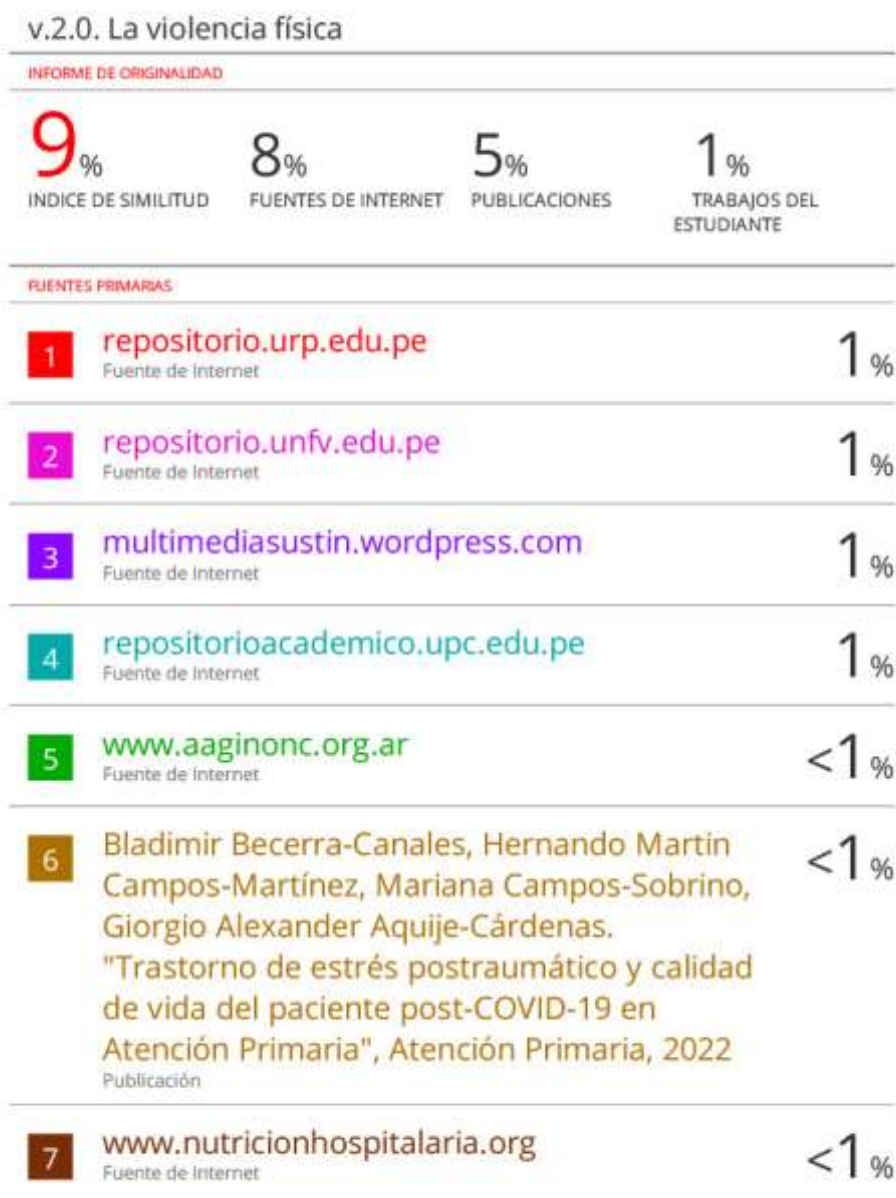 v.2.0. La violencia física
INFORME DE ORIGINALIDAD
9%
8%
5%
1%
INDICE DE SIMILITUD
FUENTES DE INTERNET
PUBLICACIONES
TRABAJOS DEL
ESTUDIANTE
FUENTES PRIMARIAS
1 repositorio.urp.edu.pe 1%
Fuente de Internet
2 repositorio.unfv.edu.pe 1%
Fuente de Internet
3 multimediasustin.wordpress.com 1%
Fuente de Internet
4 repositorioacademico.upc.edu.pe 1%
Fuente de Internet
5 www.aaginonc.org.ar <1%
Fuente de Internet
6 Bladimir Becerra-Canales, Hernando Martin <1%
Campos-Martínez, Mariana Campos-Sobrino,
Giorgio Alexander Aquije-Cárdenas.
"Trastorno de estrés postraumático y calidad
de vida del paciente post-COVID-19 en
Atención Primaria", Atención Primaria, 2022
Publicación
7 www.nutricionhospitalaria.org <1%
Fuente de Internet